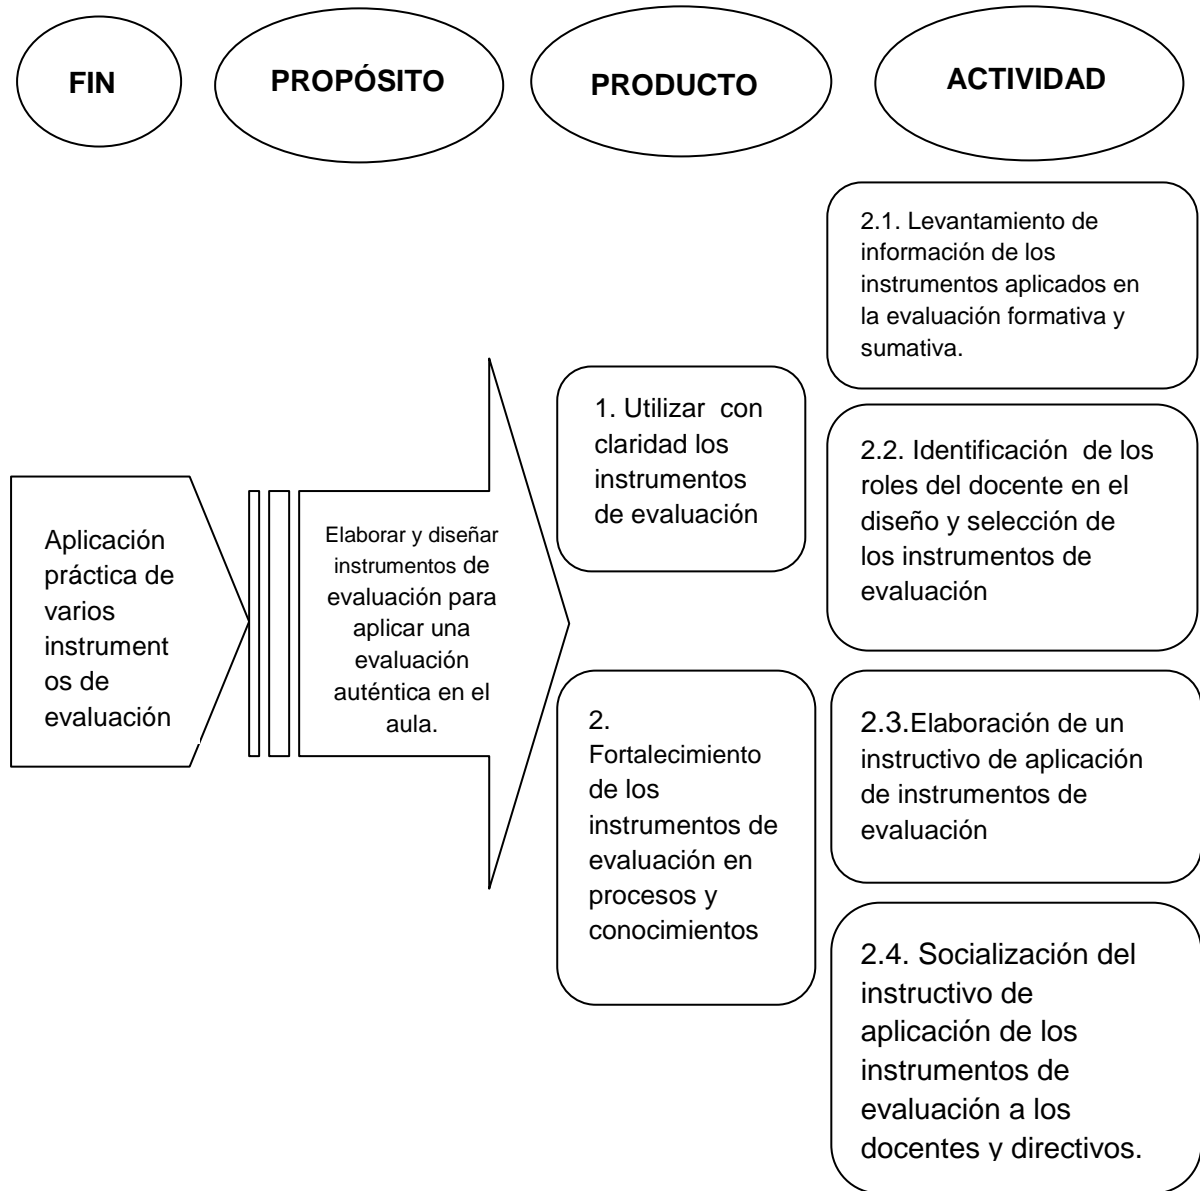 FIN
PROPÓSITO
PRODUCTO
ACTIVIDAD
Aplicación
práctica de
varios
instrument
os de
evaluación
Elaborar y diseñar
instrumentos de
evaluación para
aplicar una
evaluación
auténtica en el
aula.
1. Utilizar con
claridad los
instrumentos
de evaluación
2.
Fortalecimiento
de los
instrumentos de
evaluación en
procesos y
conocimientos
2.1. Levantamiento de
información de los
instrumentos aplicados en
la evaluación formativa y
sumativa.
2.2. Identificación de los
roles del docente en el
diseño y selección de
los instrumentos de
evaluación
2.3.Elaboración de un
instructivo de aplicación
de instrumentos de
evaluación
2.4. Socialización del
instructivo de
aplicación de los
instrumentos de
evaluación a los
docentes y directivos.